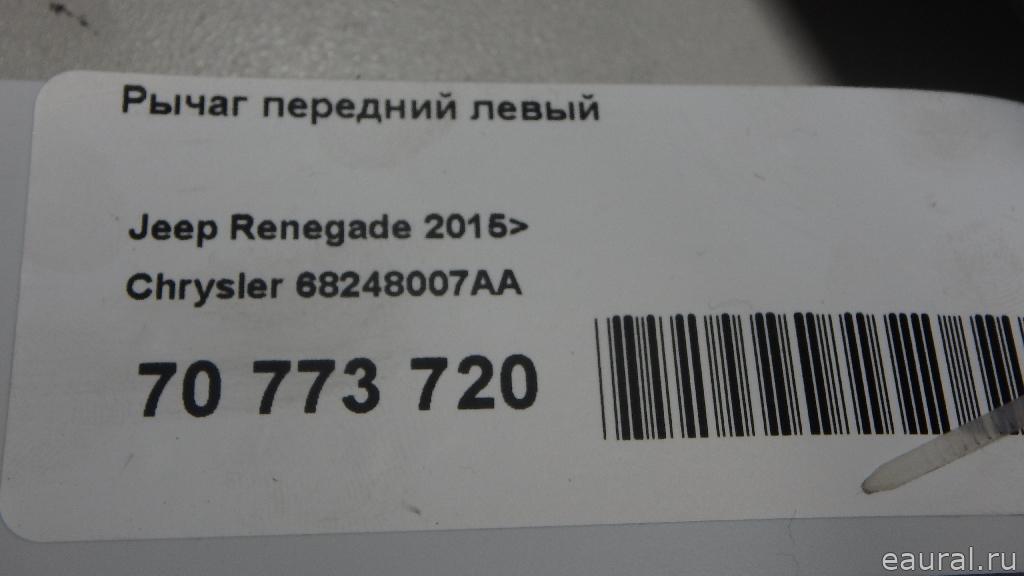 Рычаг передний левый
Jeep Renegade 2015>
Chrysler 68248007AA
70 773 720
eaural.ru